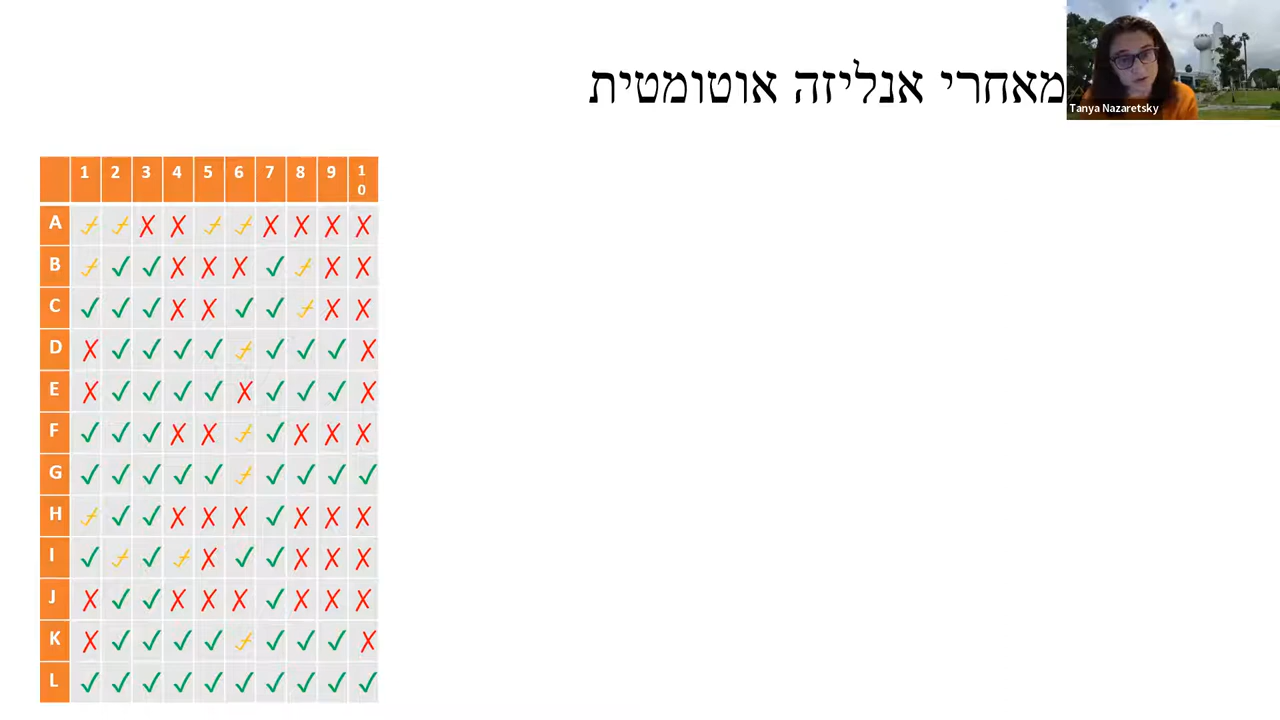 מאחרי אנליזה אוטומטית
Tanya Nazaretsky
1 2 3 4 5 6 7 8 9 10
A ✓ ✓ X X ✓ ✓ X X X X
B ✓ ✓ ✓ X X X ✓ ✓ X X
C ✓ ✓ ✓ X X ✓ ✓ ✓ X X
D X ✓ ✓ ✓ ✓ ✓ ✓ ✓ ✓ X
E X ✓ ✓ ✓ ✓ X ✓ ✓ ✓ X
F ✓ ✓ ✓ X X ✓ ✓ X X X
G ✓ ✓ ✓ ✓ ✓ ✓ ✓ ✓ ✓ ✓
H ✓ ✓ ✓ X X X ✓ X X X
I ✓ ✓ ✓ ✓ X ✓ ✓ X X X
J X ✓ ✓ X X X ✓ X X X
K X ✓ ✓ ✓ ✓ ✓ ✓ ✓ ✓ X
L ✓ ✓ ✓ ✓ ✓ ✓ ✓ ✓ ✓ ✓